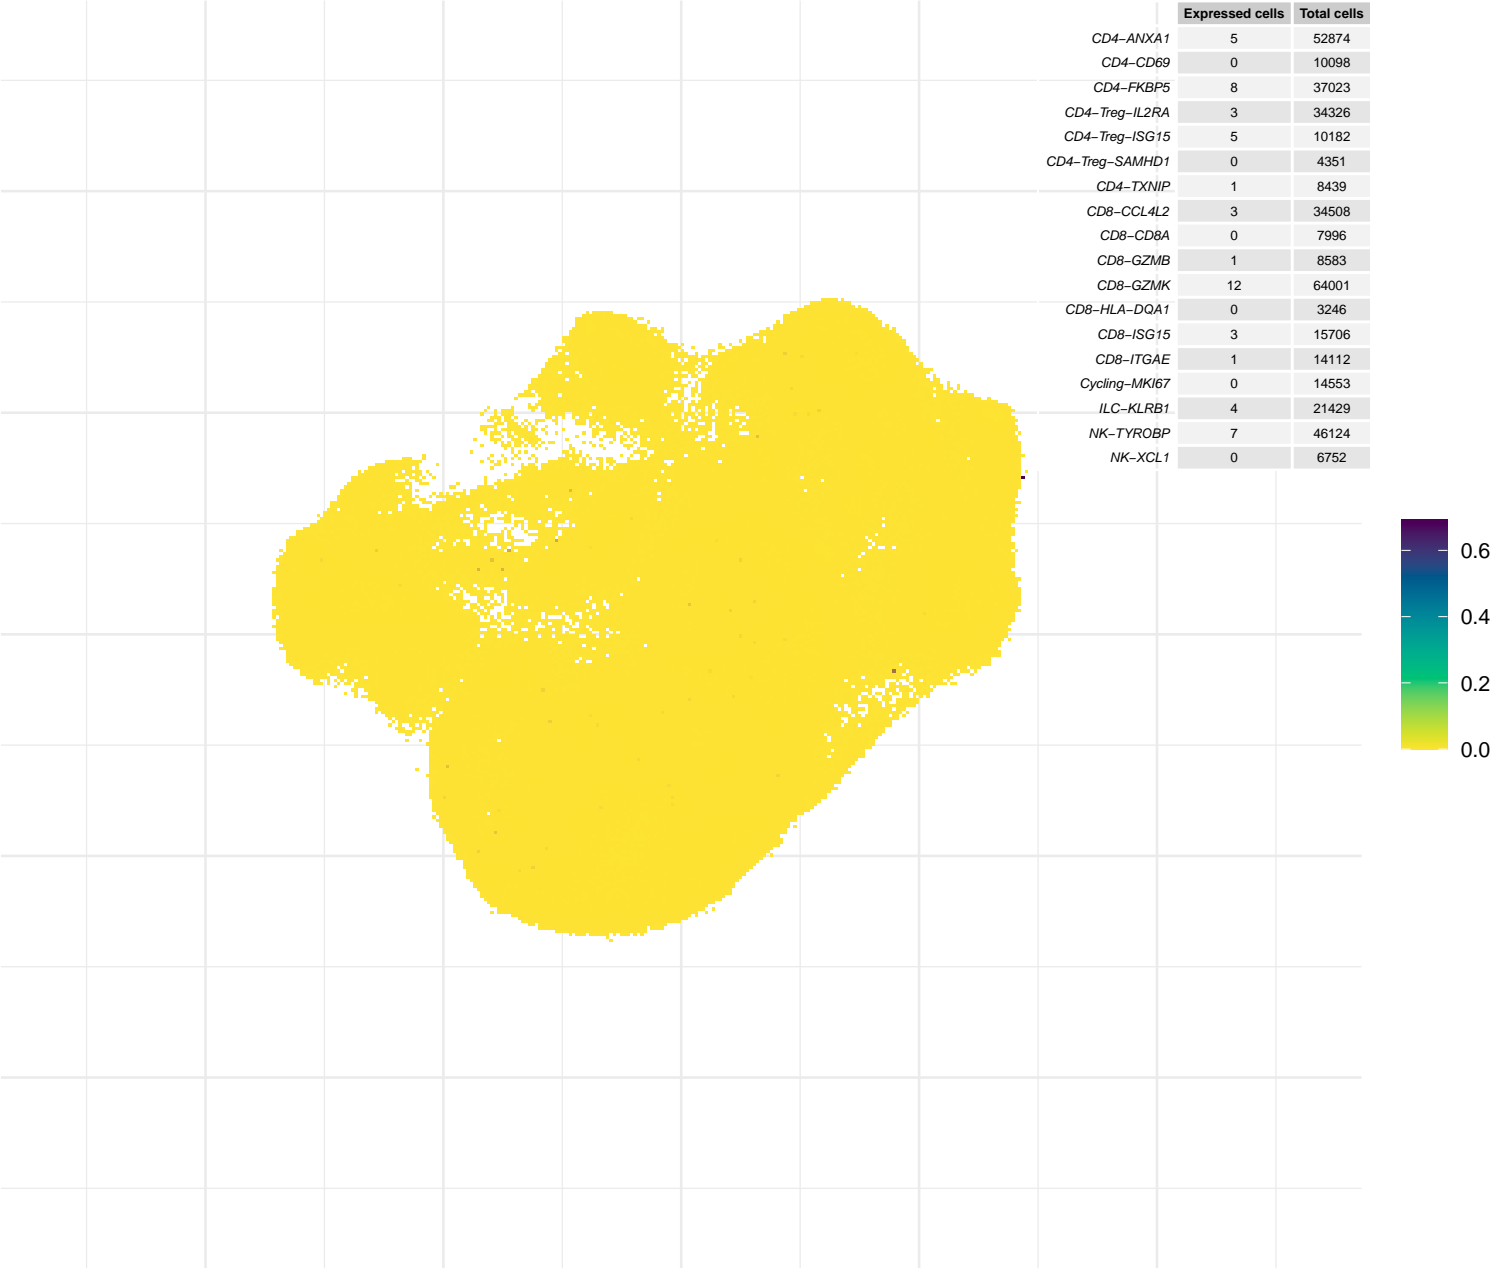 Expressed cells Total cells
CD4−ANXA1 5 52874
CD4−CD69 0 10098
CD4−FKBP5 8 37023
CD4−Treg−IL2RA 3 34326
CD4−Treg−ISG15 5 10182
CD4−Treg−SAMHD1 0 4351
CD4−TXNIP 1 8439
CD8−CCL4L2 3 34508
CD8−CD8A 0 7996
CD8−GZMB 1 8583
CD8−GZMK 12 64001
CD8−HLA−DQA1 0 3246
CD8−ISG15 3 15706
CD8−ITGAE 1 14112
Cycling−MKI67 0 14553
ILC−KLRB1 4 21429
NK−TYROBP 7 46124
NK−XCL1 0 6752
0.6
0.4
0.2
0.0